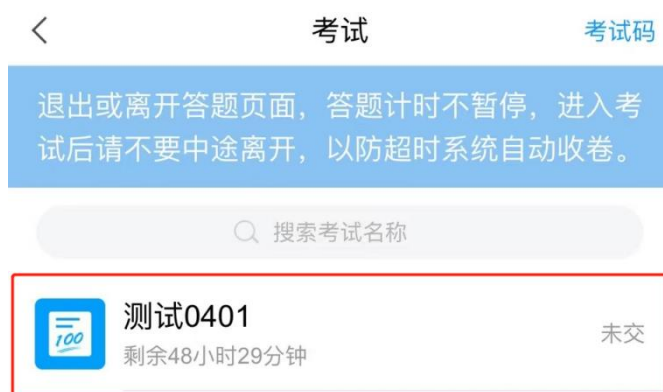 考试
考试码
退出或离开答题页面，答题计时不暂停，进入考
试后请不要中途离开，以防超时系统自动收卷。
搜索考试名称
100
测试0401
未交
剩余48小时29分钟